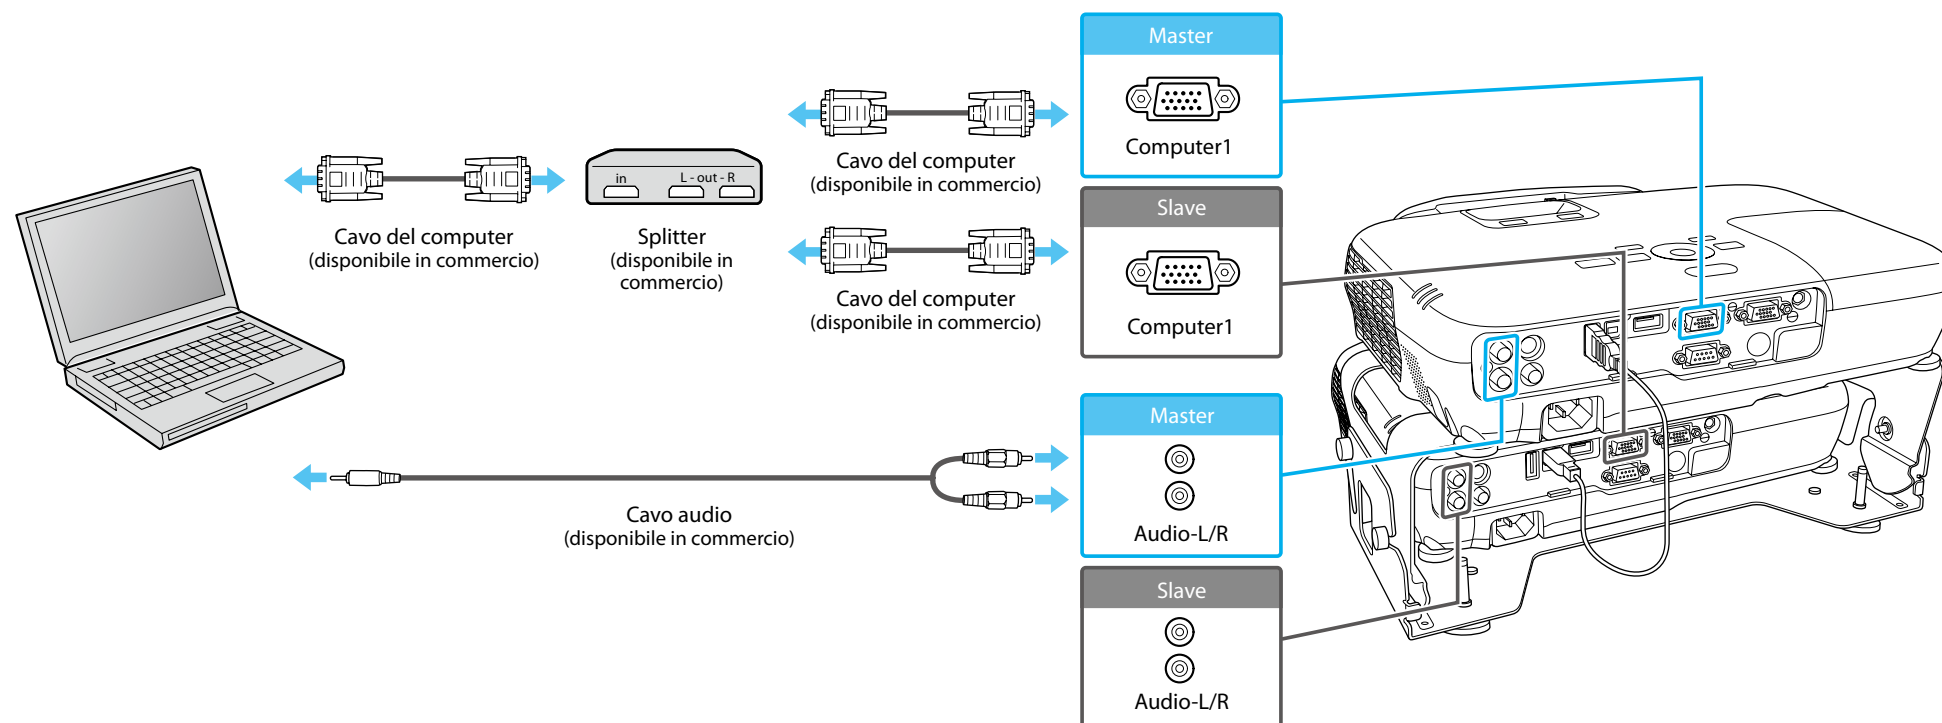 Master
Computer1
Cavo del computer
(disponibile in commercio)
in
L - out - R
Slave
Cavo del computer
(disponibile in commercio)
Splitter
(disponibile in
commercio)
Cavo del computer
(disponibile in commercio)
Computer1
Master
Cavo audio
(disponibile in commercio)
Audio-L/R
Slave
Audio-L/R